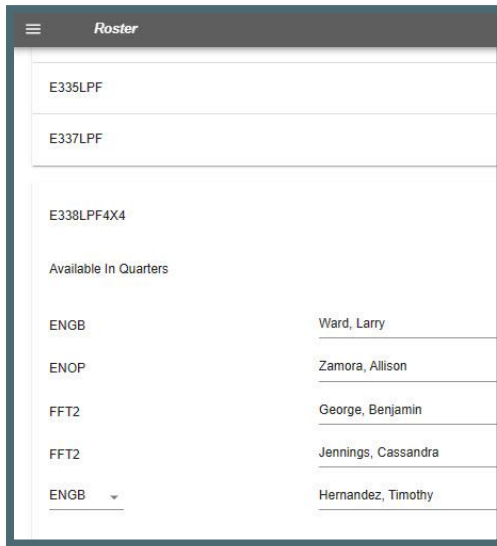 Roster
E335LPF
E337LPF
E338LPF4X4
Available In Quarters
ENGB Ward, Larry
ENOP Zamora, Allison
FFT2 George, Benjamin
FFT2 Jennings, Cassandra
ENGB Hernandez, Timothy